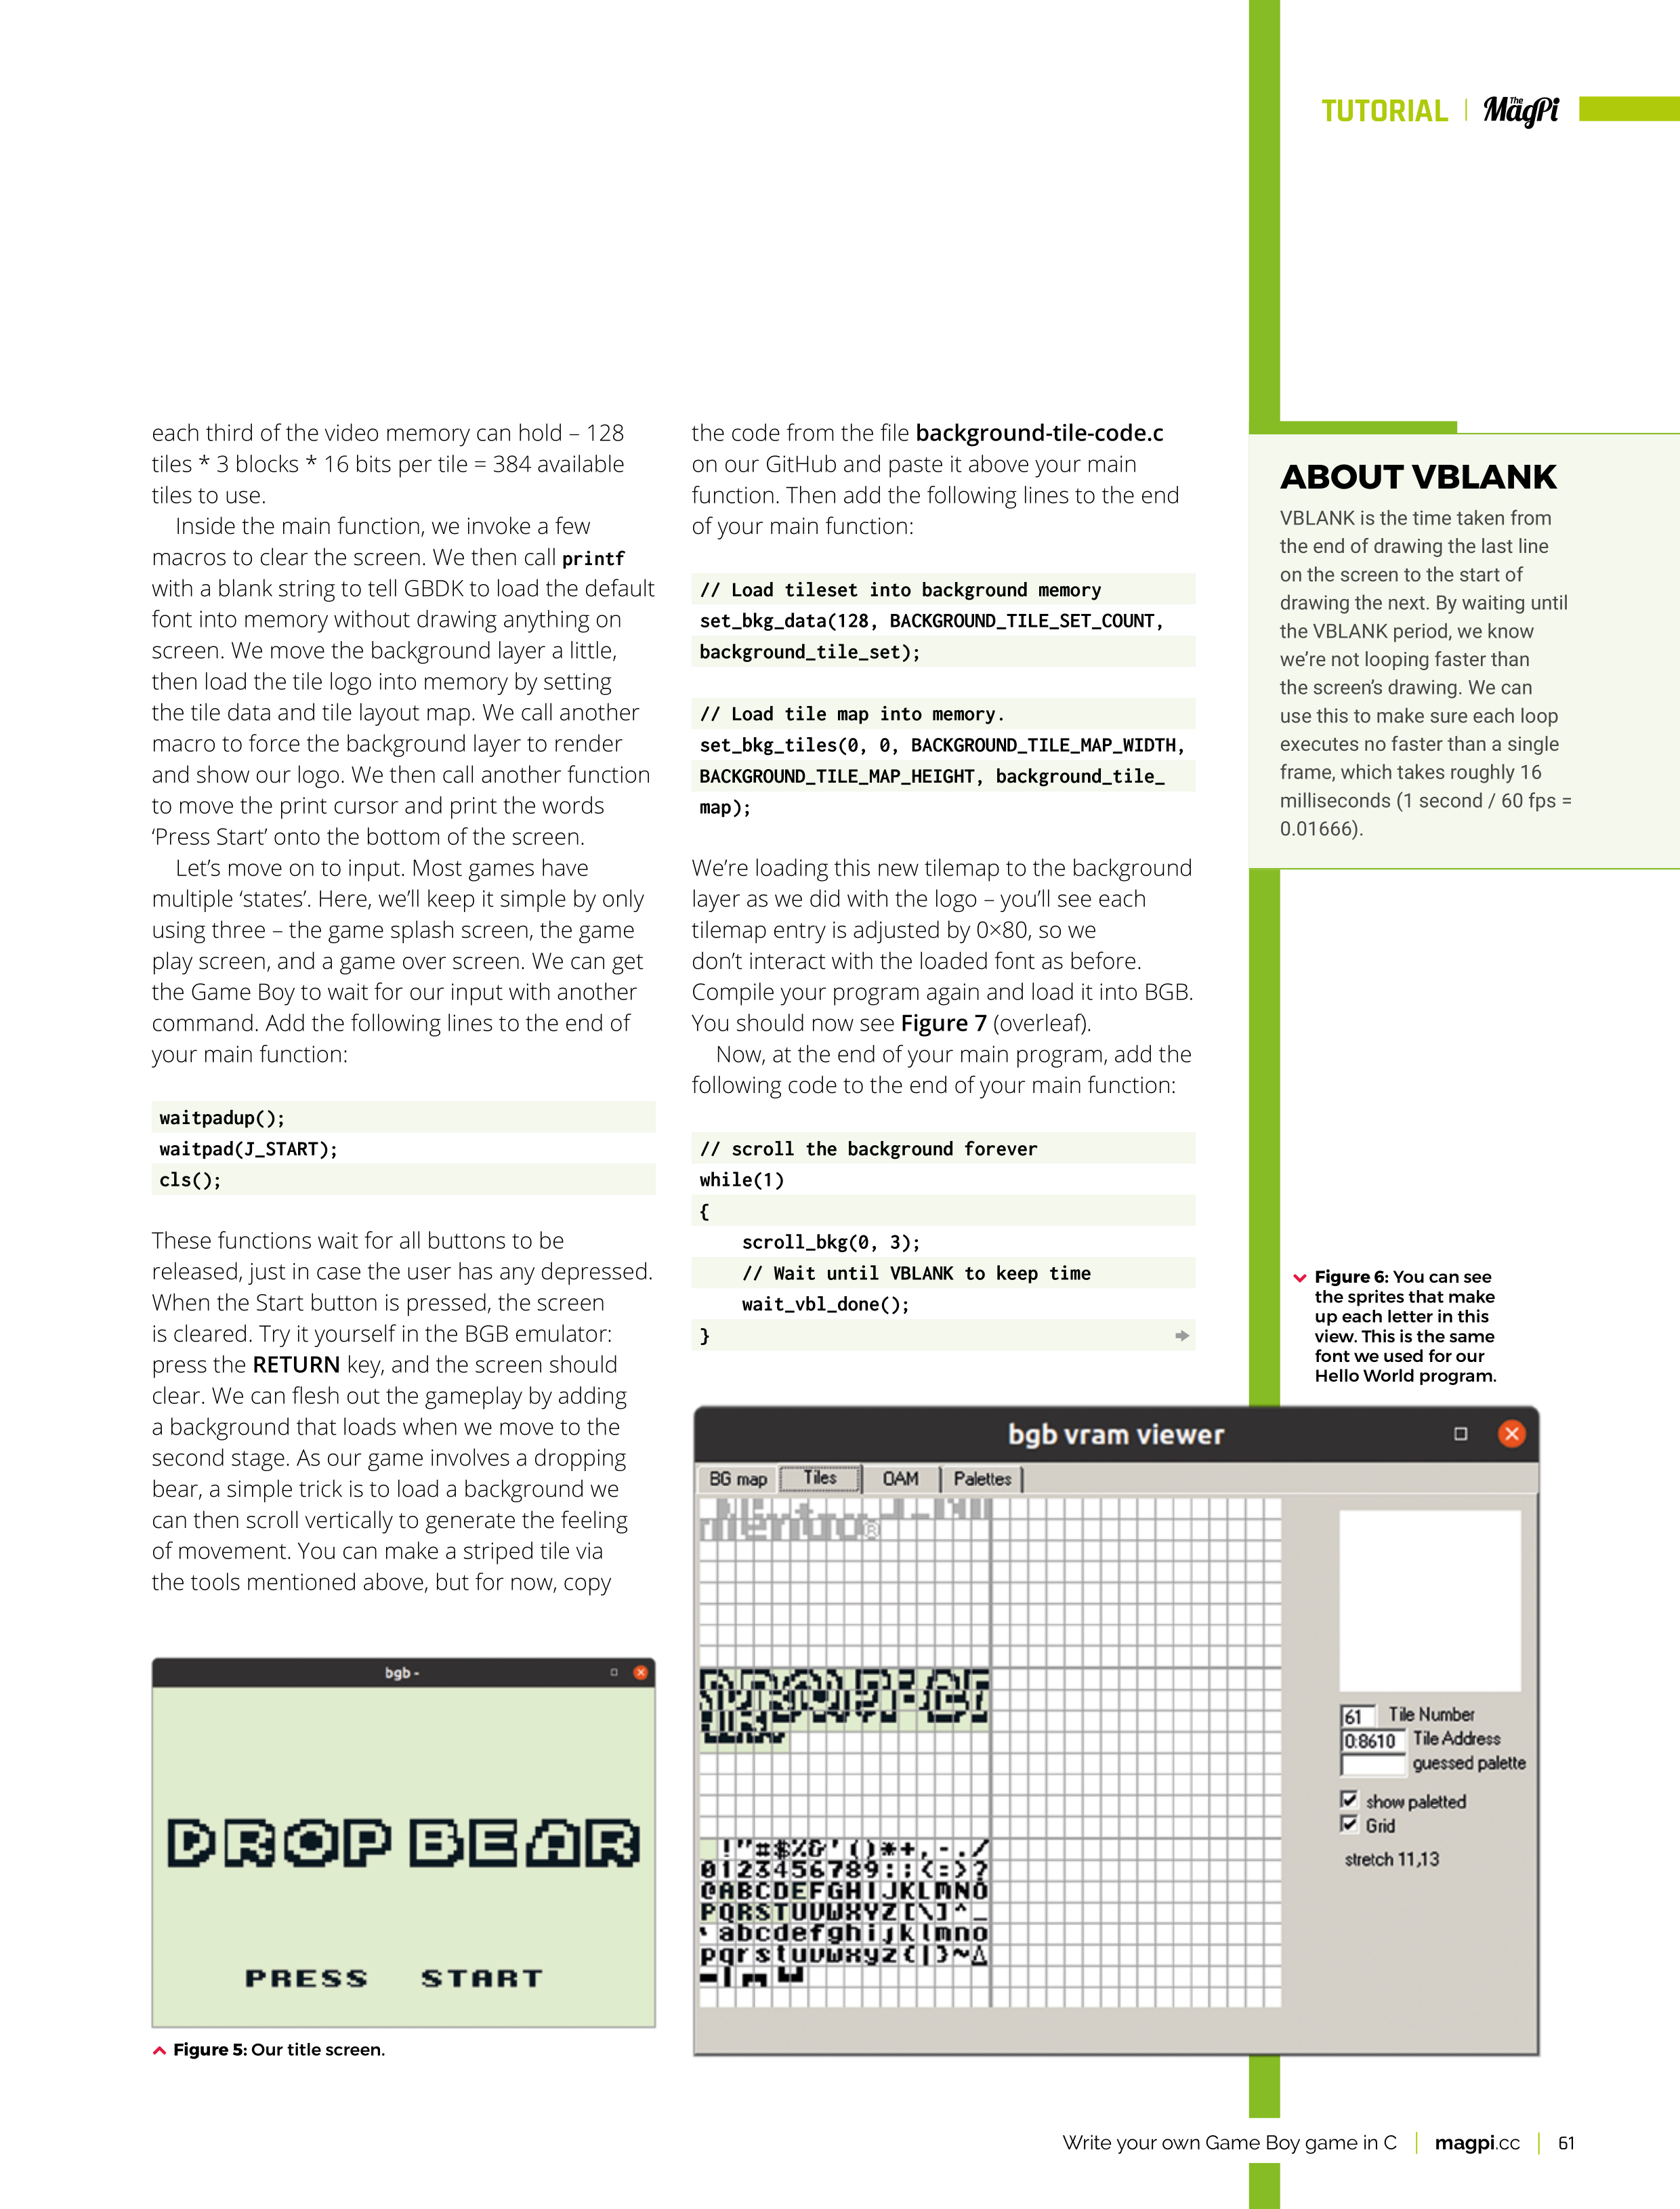 TUTORIAL
The MagPi
each third of the video memory can hold – 128
tiles * 3 blocks * 16 bits per tile = 384 available
tiles to use.
Inside the main function, we invoke a few
macros to clear the screen. We then call printf
with a blank string to tell GBDK to load the default
font into memory without drawing anything on
screen. We move the background layer a little,
then load the tile logo into memory by setting
the tile data and tile layout map. We call another
macro to force the background layer to render
and show our logo. We then call another function
to move the print cursor and print the words
‘Press Start’ onto the bottom of the screen.
Let’s move on to input. Most games have
multiple ‘states’. Here, we’ll keep it simple by only
using three – the game splash screen, the game
play screen, and a game over screen. We can get
the Game Boy to wait for our input with another
command. Add the following lines to the end of
your main function:
waitpadup();
waitpad(J_START);
cls();
These functions wait for all buttons to be
released, just in case the user has any depressed.
When the Start button is pressed, the screen
is cleared. Try it yourself in the BGB emulator:
press the RETURN key, and the screen should
clear. We can flesh out the gameplay by adding
a background that loads when we move to the
second stage. As our game involves a dropping
bear, a simple trick is to load a background we
can then scroll vertically to generate the feeling
of movement. You can make a striped tile via
the tools mentioned above, but for now, copy
the code from the file background-tile-code.c
on our GitHub and paste it above your main
function. Then add the following lines to the end
of your main function:
// Load tileset into background memory
set_bkg_data(128, BACKGROUND_TILE_SET_COUNT,
background_tile_set);
// Load tile map into memory.
set_bkg_tiles(0, 0, BACKGROUND_TILE_MAP_WIDTH,
BACKGROUND_TILE_MAP_HEIGHT, background_tile_
map);
We’re loading this new tilemap to the background
layer as we did with the logo – you’ll see each
tilemap entry is adjusted by 0×80, so we
don’t interact with the loaded font as before.
Compile your program again and load it into BGB.
You should now see Figure 7 (overleaf).
Now, at the end of your main program, add the
following code to the end of your main function:
// scroll the background forever
while(1)
{
scroll_bkg(0, 3);
// Wait until VBLANK to keep time
wait_vbl_done();
}
ABOUT VBLANK
VBLANK is the time taken from
the end of drawing the last line
on the screen to the start of
drawing the next. By waiting until
the VBLANK period, we know
we’re not looping faster than
the screen’s drawing. We can
use this to make sure each loop
executes no faster than a single
frame, which takes roughly 16
milliseconds (1 second / 60 fps =
0.01666).
Figure 6: You can see
the sprites that make
up each letter in this
view. This is the same
font we used for our
Hello World program.
bgb -
DROP BEAR
PRESS START
Figure 5: Our title screen.
bgb vram viewer
BG map Tiles OAM Palettes
!"#$%&'()*+,-./
0123456789:;<=>?
@ABCDEFGHIJKLMNO
PQRSTUVWXYZ[\]^_
`abcdefghijklmno
pqrstuvwxyz{|}~
61 Tile Number
0:8610 Tile Address
guessed palette
show paletted
Grid
stretch 11,13
Write your own Game Boy game in C
magpi.cc
61